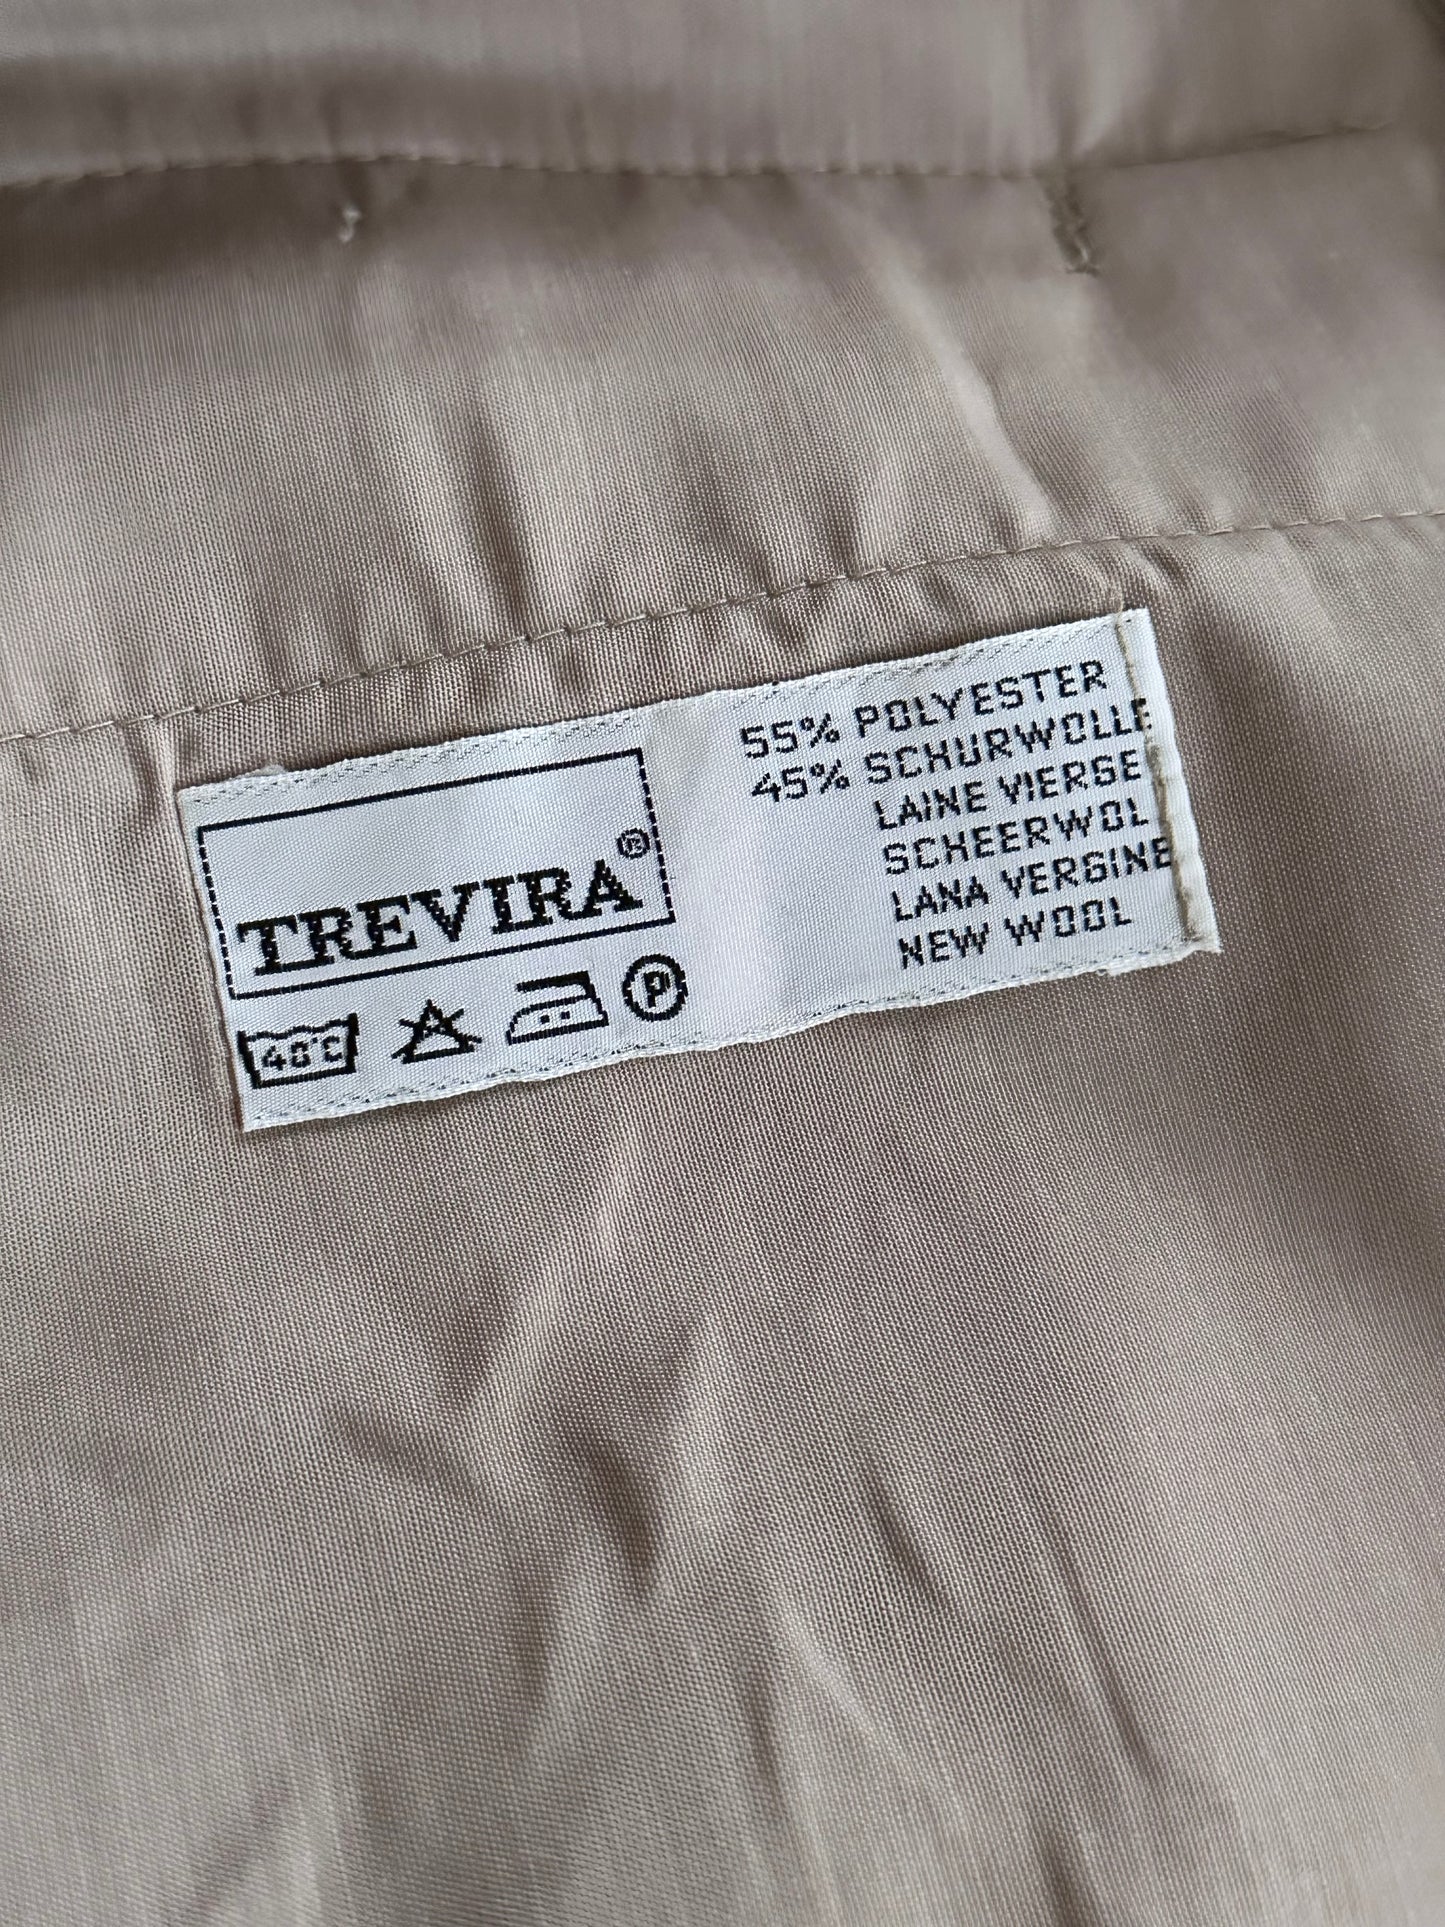 TREVIRA®
40°C
P
55% POLYESTER
45% SCHURWOLLE
LAINE VIERGE
SCHEERWOL
LANA VERGINE
NEW WOOL